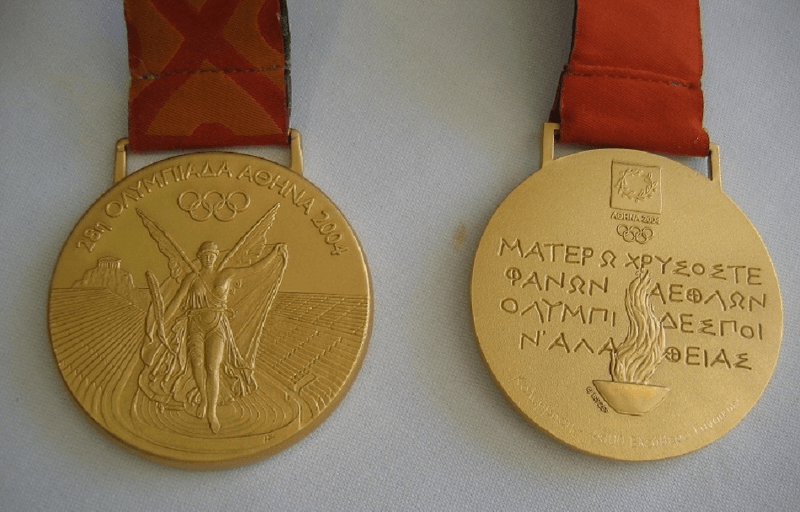 28η ΟΛΥΜΠΙΑΔΑ ΑΘΗΝΑ 2004
ΑΘΗΝΑ 2004
ΜΑΤΕΡ Ω ΧΡΥΣΟΣΤΕ
ΦΑΝΩΝ ΑΕΘΛΩΝ
ΟΛΥΜΠΙ ΔΕΣΠΟΙ
Ν' ΑΛΑ ΘΕΙΑΣ